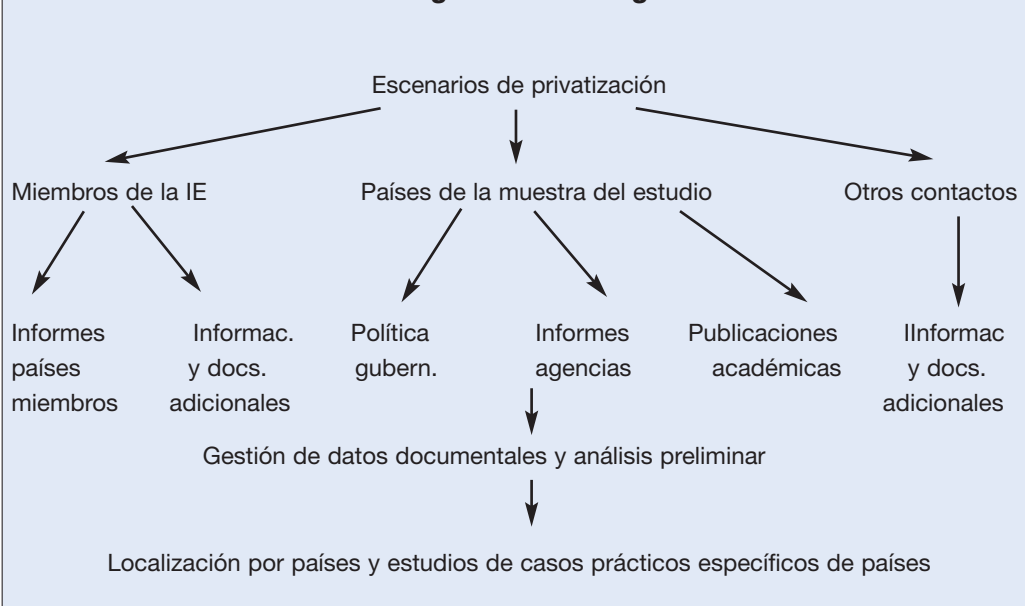 Escenarios de privatización
Miembros de la IE
Países de la muestra del estudio
Otros contactos
Informes
países
miembros
Informac.
y docs.
adicionales
Política
gubern.
Informes
agencias
Publicaciones
académicas
IInformac
y docs.
adicionales
Gestión de datos documentales y análisis preliminar
Localización por países y estudios de casos prácticos específicos de países